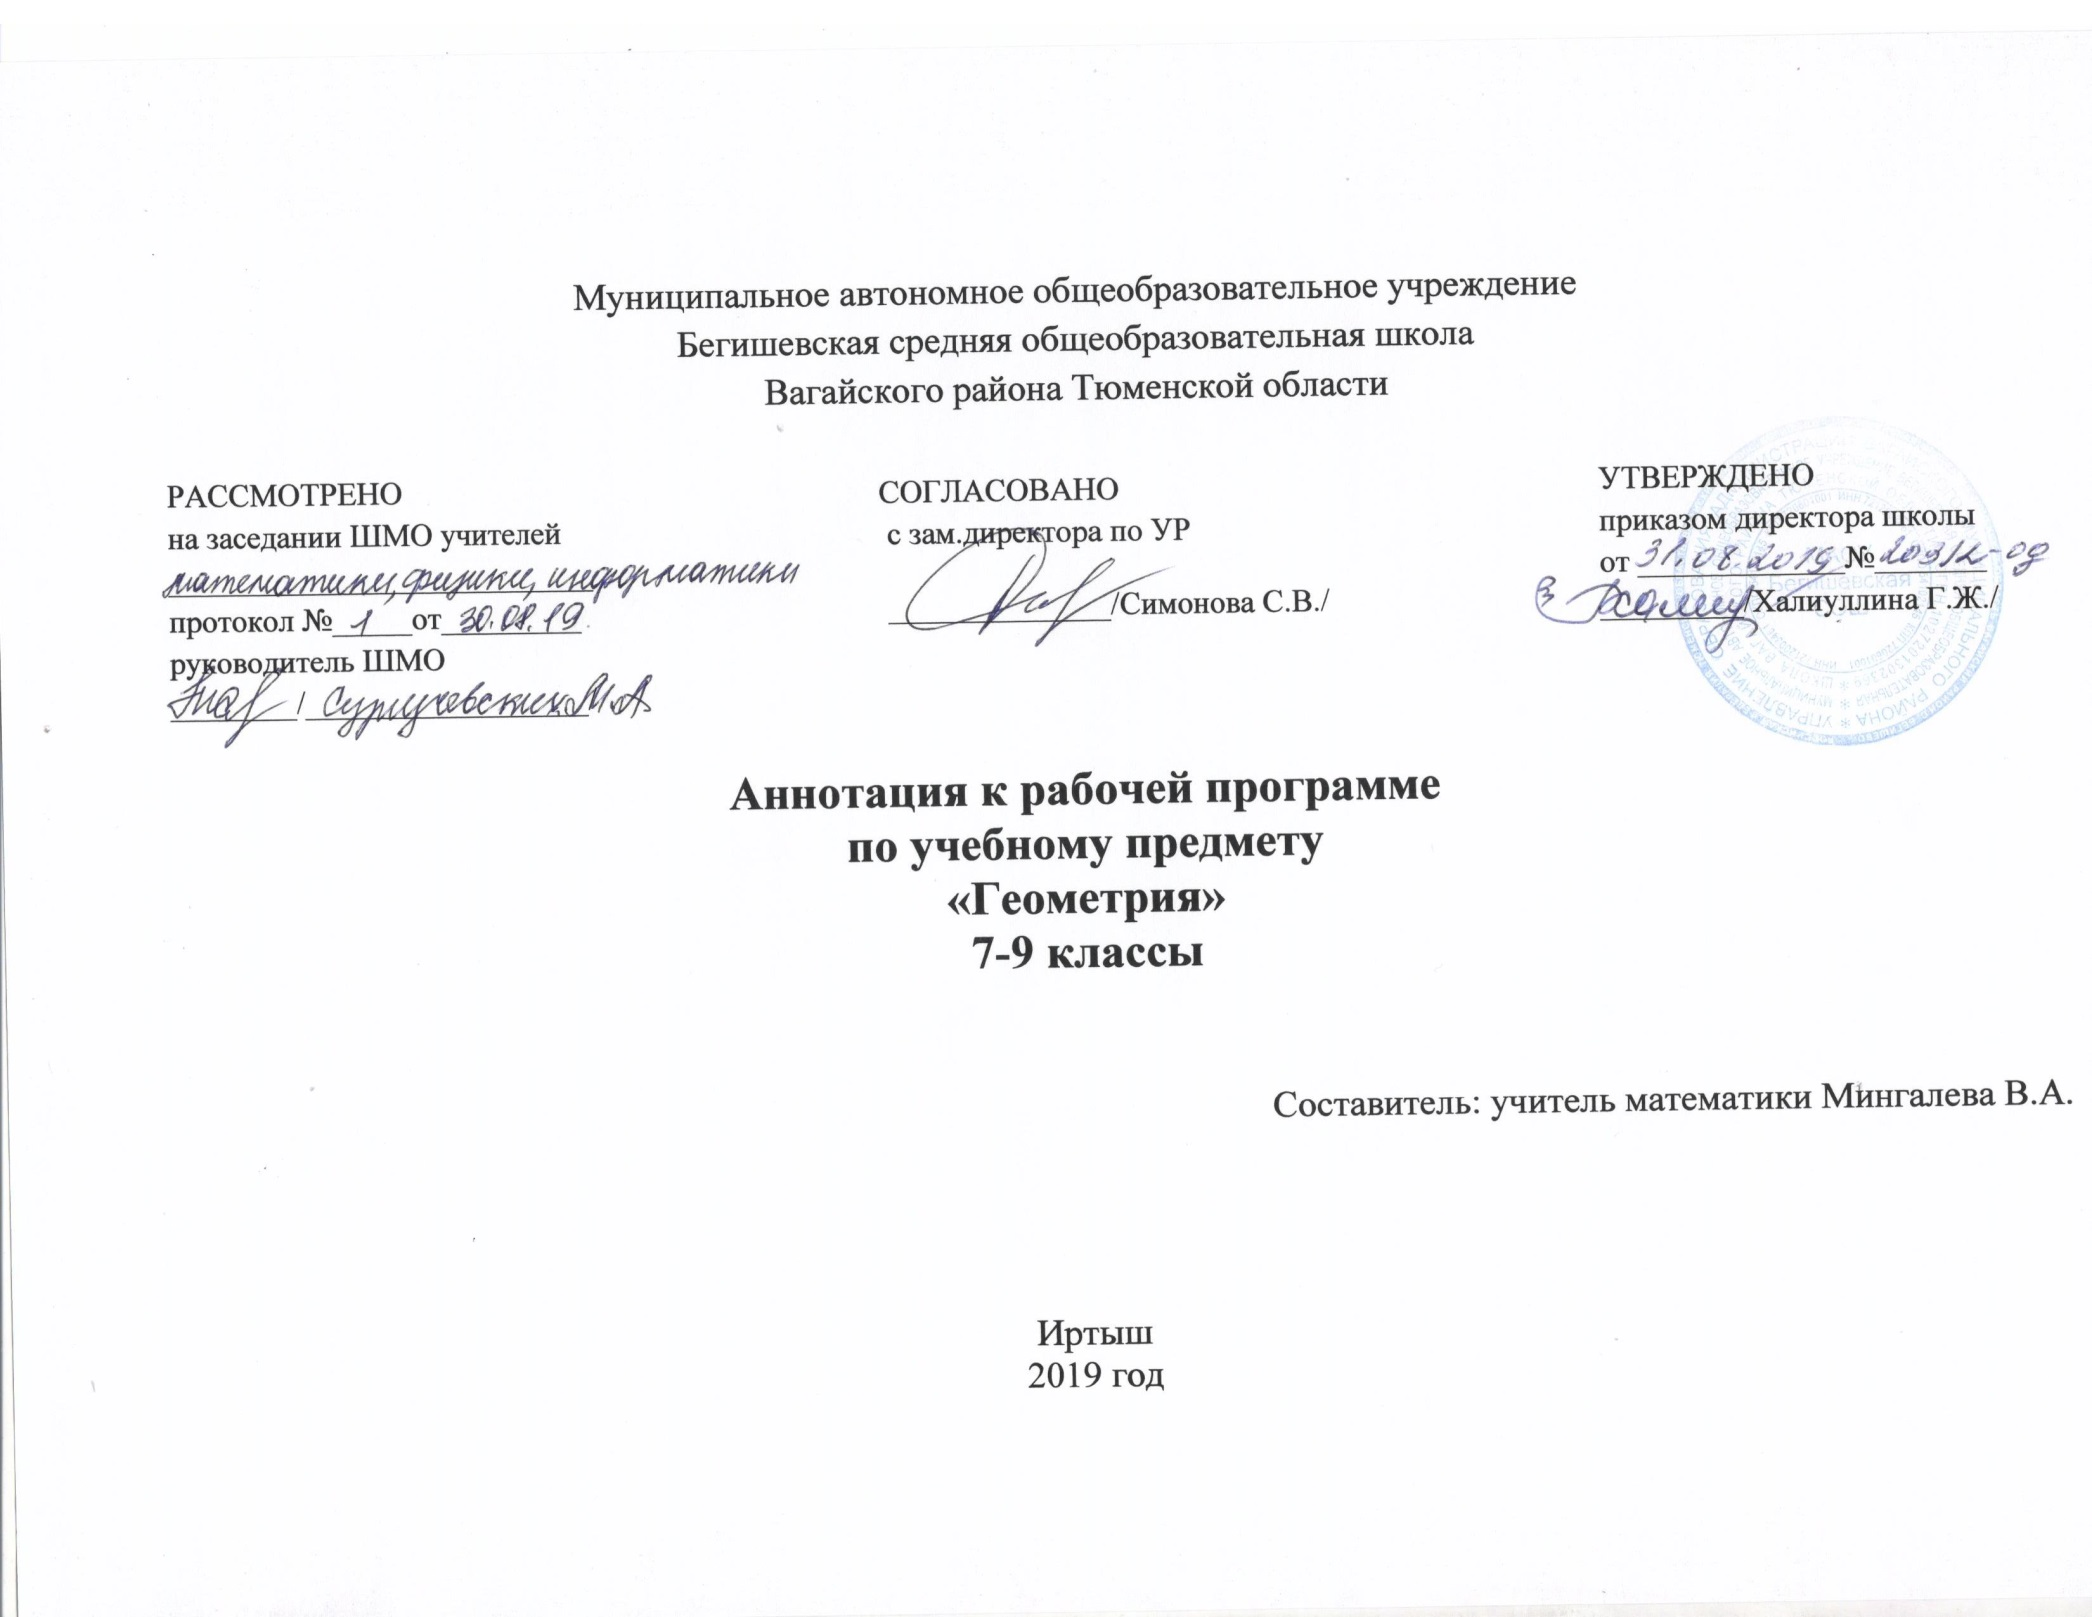 Муниципальное автономное общеобразовательное учреждение
Бегишевская средняя общеобразовательная школа
Вагайского района Тюменской области
РАССМОТРЕНО
на заседании ШМО учителей
математики, физики, информатики
протокол № 1 от 30.08.19
руководитель ШМО
/
СОГЛАСОВАНО
с зам.директора по УР
/Симонова С.В./
УТВЕРЖДЕНО
приказом директора школы
от 31.08.2019 №
/Халиуллина Г.Ж./
Бегишевская
Аннотация к рабочей программе
по учебному предмету
«Геометрия»
7-9 классы
Составитель: учитель математики Мингалева В.А.
Иртыш
2019 год